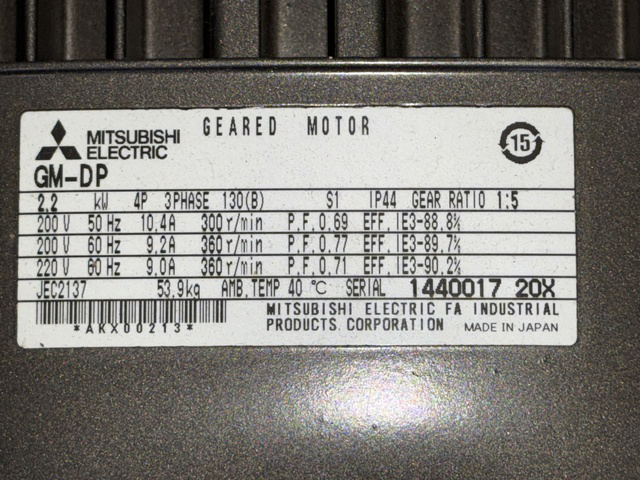 GEARED MOTOR
15
MITSUBISHI
ELECTRIC
GM-DP
2.2 kW 4P 3PHASE 130(B) S1 IP44 GEAR RATIO 1:5
200 V 50 Hz 10.4A 300r/min P.F.0.69 EFF.IE3-88.8%
200 V 60 Hz 9.2A 360r/min P.F.0.77 EFF.IE3-89.7%
220 V 60 Hz 9.0A 360r/min P.F.0.71 EFF.IE3-90.2%
JEC2137 53.9kg AMB.TEMP 40 ℃ SERIAL 1440017 20X
*AKX00213*
MITSUBISHI ELECTRIC FA INDUSTRIAL
PRODUCTS CORPORATION MADE IN JAPAN